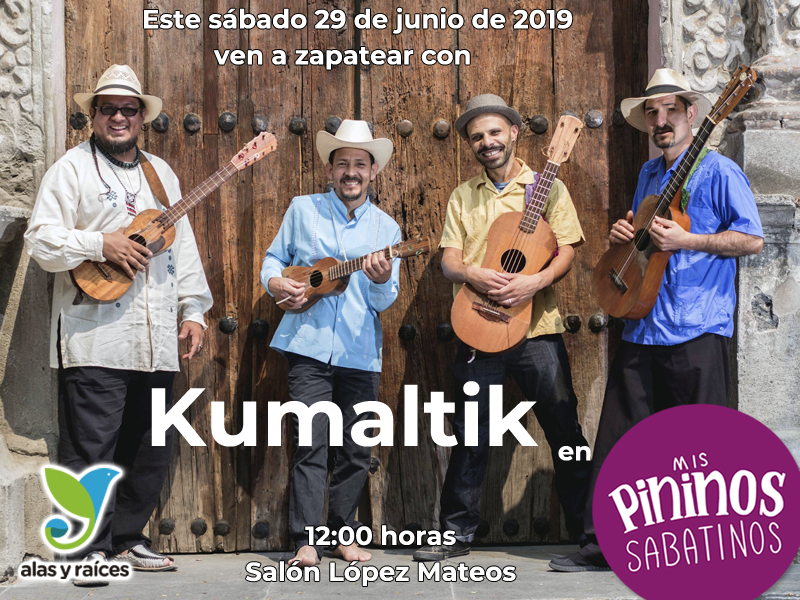 Este sábado 29 de junio de 2019
ven a zapatear con
Kumaltik
en
MIS
PININOS
SABATINOS
12:00 horas
Salón López Mateos
alas y raíces